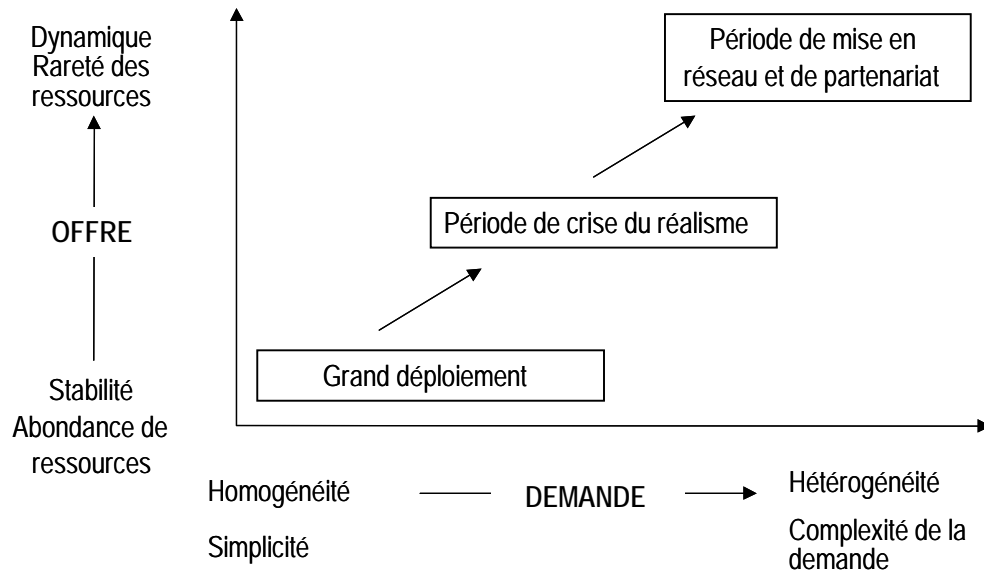 Dynamique
Rareté des
ressources
OFFRE
Stabilité
Abondance de
ressources
Période de mise en
réseau et de partenariat
Période de crise du réalisme
Grand déploiement
Homogénéité
Simplicité
DEMANDE
Hétérogénéité
Complexité de la
demande